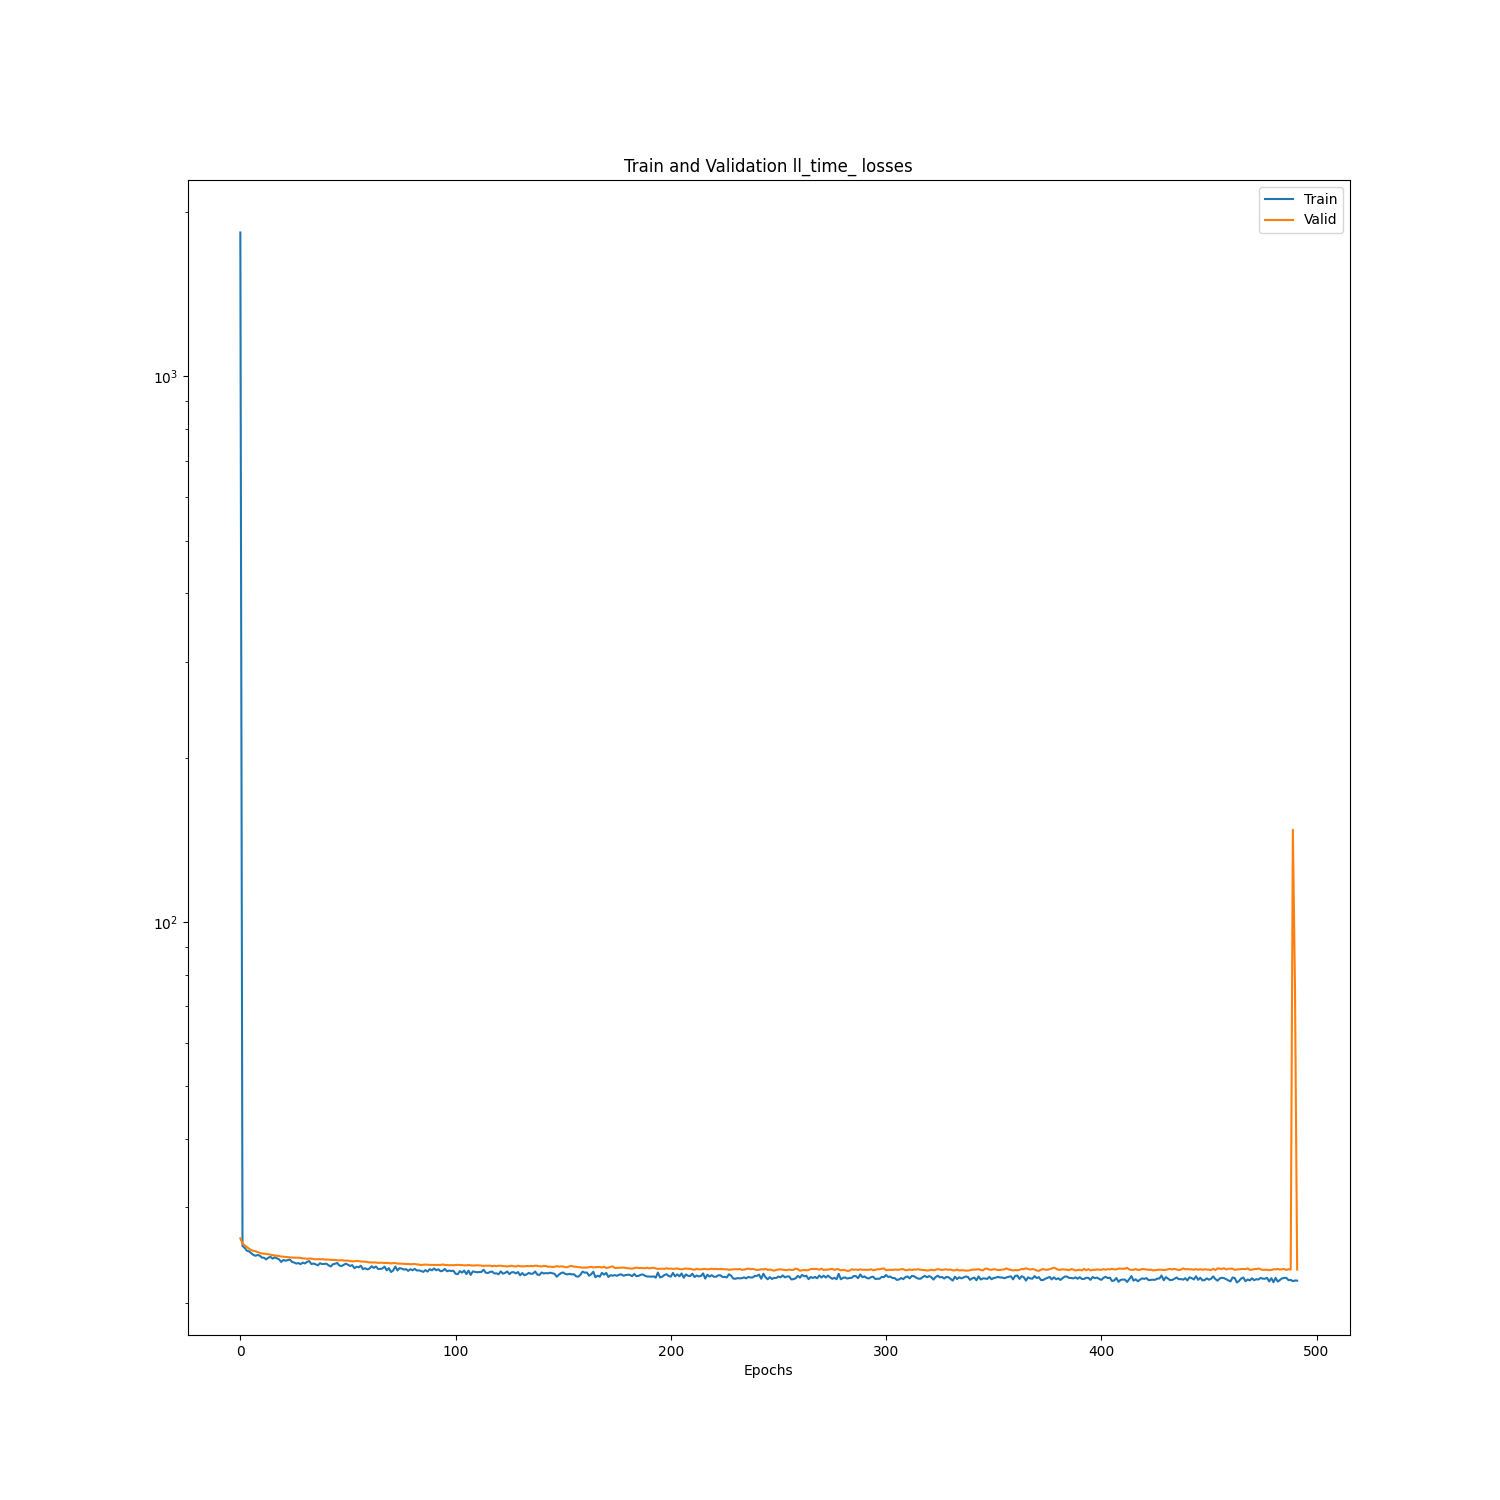 Train and Validation ll_time_ losses
Train
Valid
10³
10²
0 100 200 300 400 500
Epochs